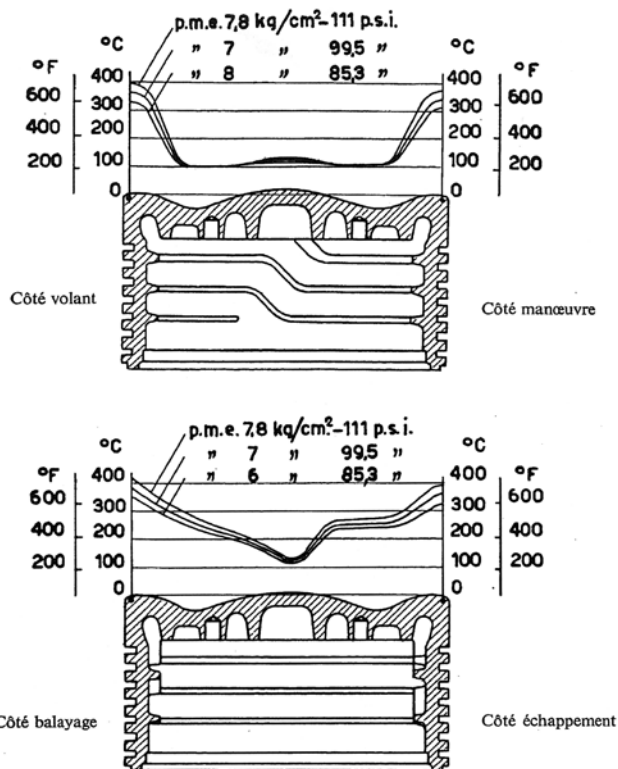 p.m.e. 7,8 kg/cm²-111 p.s.i.
" 7 " 99,5 "
" 8 " 85,3 "
°F
600
400
200
°C
400
300
200
100
0
°C
400
300
200
100
0
°F
600
400
200
Côté volant
Côté manœuvre
p.m.e. 7,8 kg/cm²-111 p.s.i.
" 7 " 99,5 "
" 6 " 85,3 "
°F
600
400
200
°C
400
300
200
100
0
°C
400
300
200
100
0
°F
600
400
200
Côté balayage
Côté échappement